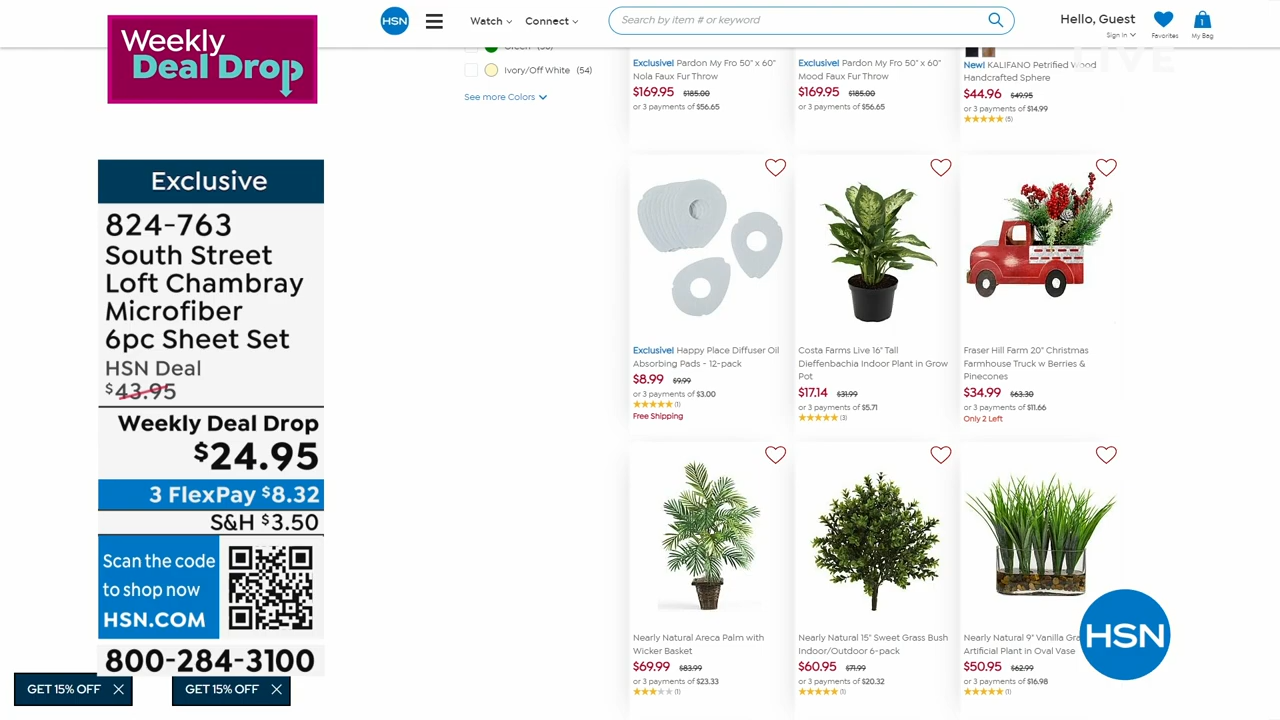 Weekly
Deal Drop
HSN
Watch
Connect
Search by item # or keyword
Hello, Guest
Sign In
Favorites
1
My Bag
LIVE
Ivory/Off White (54)
See more Colors
Exclusive! Pardon My Fro 50" x 60"
Nola Faux Fur Throw
$169.95 $185.00
or 3 payments of $56.65
Exclusive! Pardon My Fro 50" x 60"
Mood Faux Fur Throw
$169.95 $185.00
or 3 payments of $56.65
New! KALIFANO Petrified Wood
Handcrafted Sphere
$44.96 $49.95
or 3 payments of $14.99
(5)
Exclusive
824-763
South Street
Loft Chambray
Microfiber
6pc Sheet Set
HSN Deal
$43.95
Weekly Deal Drop
$24.95
3 FlexPay $8.32
S&H $3.50
Scan the code
to shop now
HSN.COM
800-284-3100
GET 15% OFF
GET 15% OFF
Exclusive! Happy Place Diffuser Oil
Absorbing Pads - 12-pack
$8.99 $9.99
or 3 payments of $3.00
(1)
Free Shipping
Costa Farms Live 16" Tall
Dieffenbachia Indoor Plant in Grow
Pot
$17.14 $31.99
or 3 payments of $5.71
(3)
Fraser Hill Farm 20" Christmas
Farmhouse Truck w Berries &
Pinecones
$34.99 $63.30
or 3 payments of $11.66
Only 2 Left
Nearly Natural Areca Palm with
Wicker Basket
$69.99 $83.99
or 3 payments of $23.33
(1)
Nearly Natural 15" Sweet Grass Bush
Indoor/Outdoor 6-pack
$60.95 $71.99
or 3 payments of $20.32
(1)
Nearly Natural 9" Vanilla Gra
Artificial Plant in Oval Vase
$50.95 $62.99
or 3 payments of $16.98
(1)
HSN